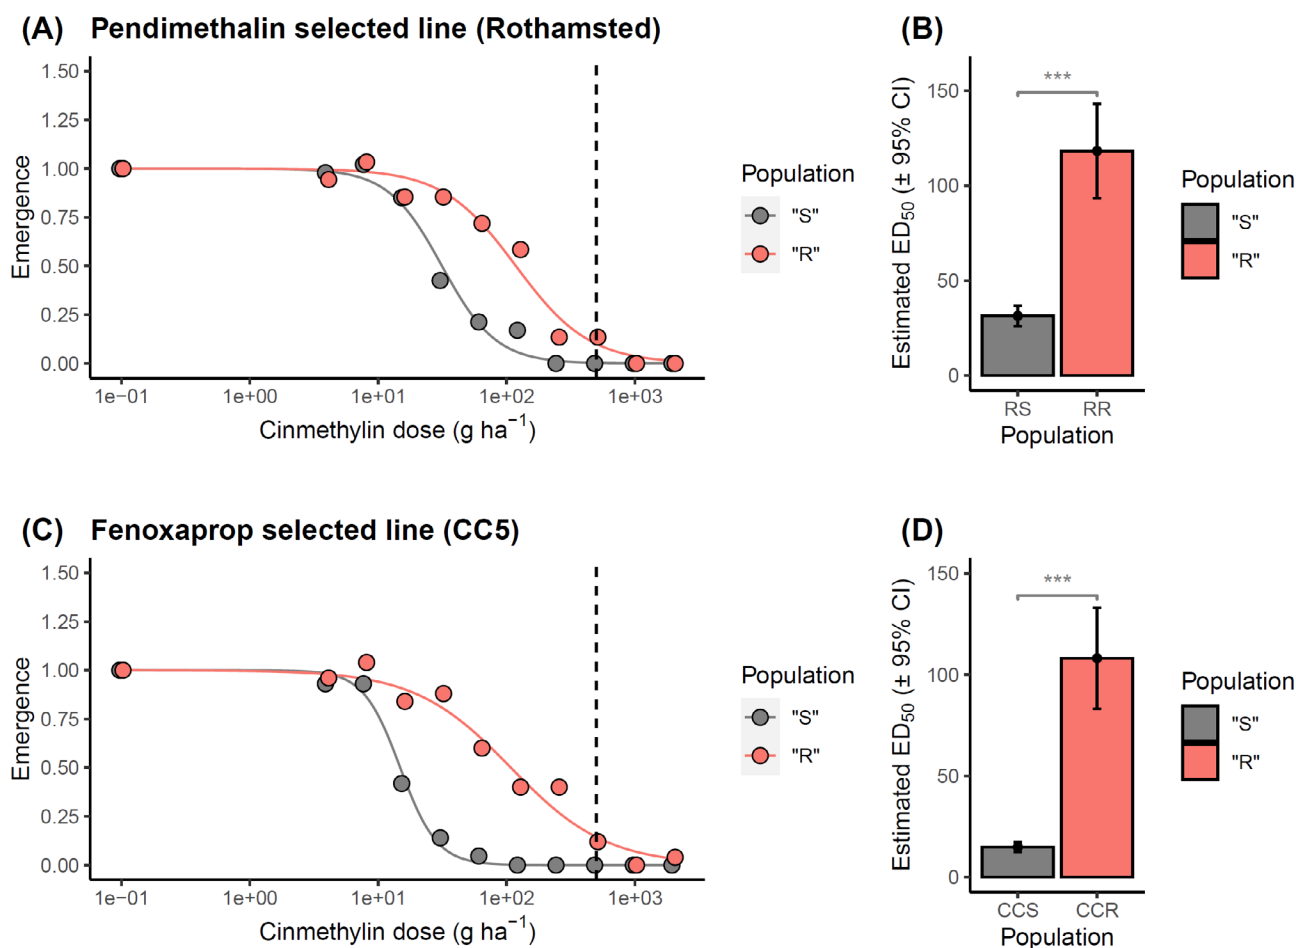 (A) Pendimethalin selected line (Rothamsted)
1.50
1.25
1.00
0.75
0.50
0.25
0.00
Emergence
1e−01 1e+00 1e+01 1e+02 1e+03
Cinmethylin dose (g ha⁻¹)
Population
"S"
"R"
(B)
150
100
50
0
Estimated ED₅₀ (± 95% CI)
***
RS RR
Population
Population
"S"
"R"
(C) Fenoxaprop selected line (CC5)
1.50
1.25
1.00
0.75
0.50
0.25
0.00
Emergence
1e−01 1e+00 1e+01 1e+02 1e+03
Cinmethylin dose (g ha⁻¹)
Population
"S"
"R"
(D)
150
100
50
0
Estimated ED₅₀ (± 95% CI)
***
CCS CCR
Population
Population
"S"
"R"